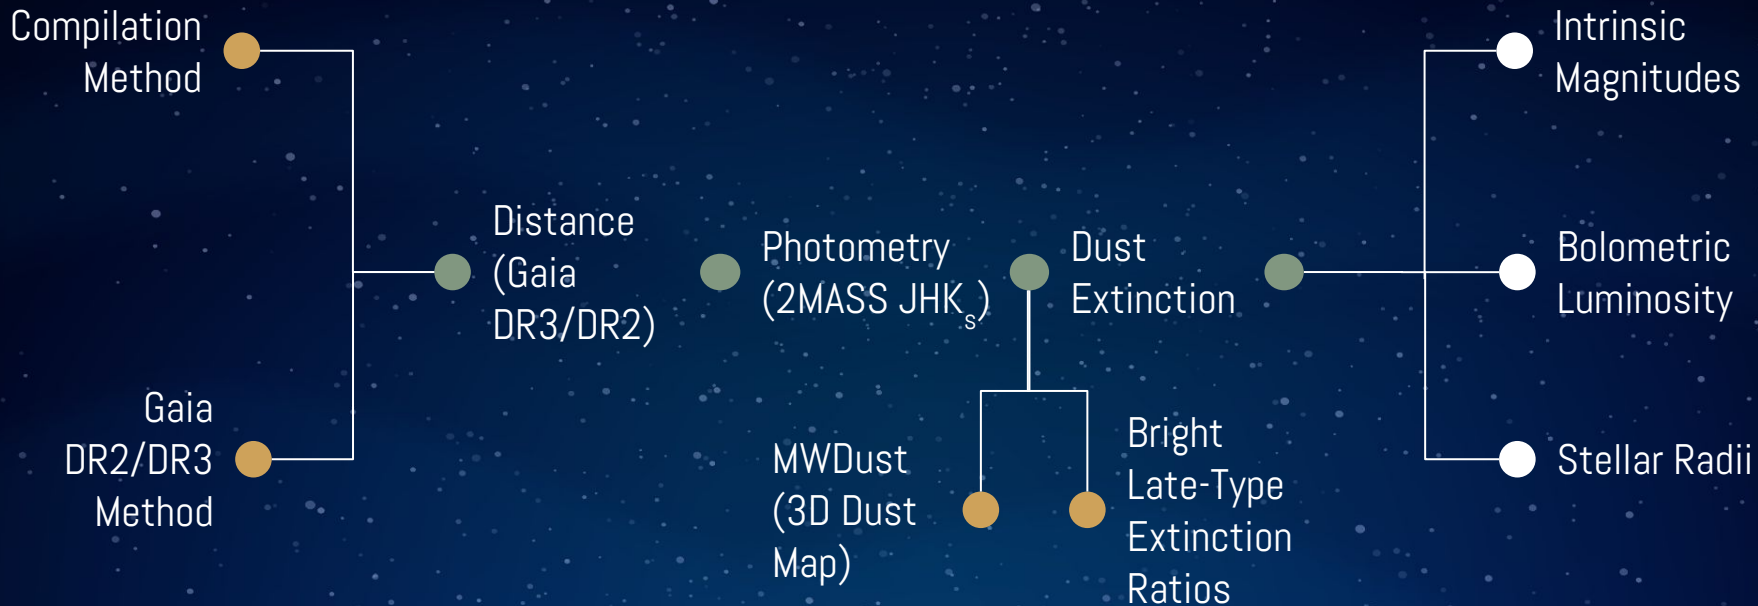 Compilation
Method
Gaia
DR2/DR3
Method
Distance
(Gaia
DR3/DR2)
Photometry
(2MASS JHKs)
Dust
Extinction
MWDust
(3D Dust
Map)
Bright
Late-Type
Extinction
Ratios
Intrinsic
Magnitudes
Bolometric
Luminosity
Stellar Radii